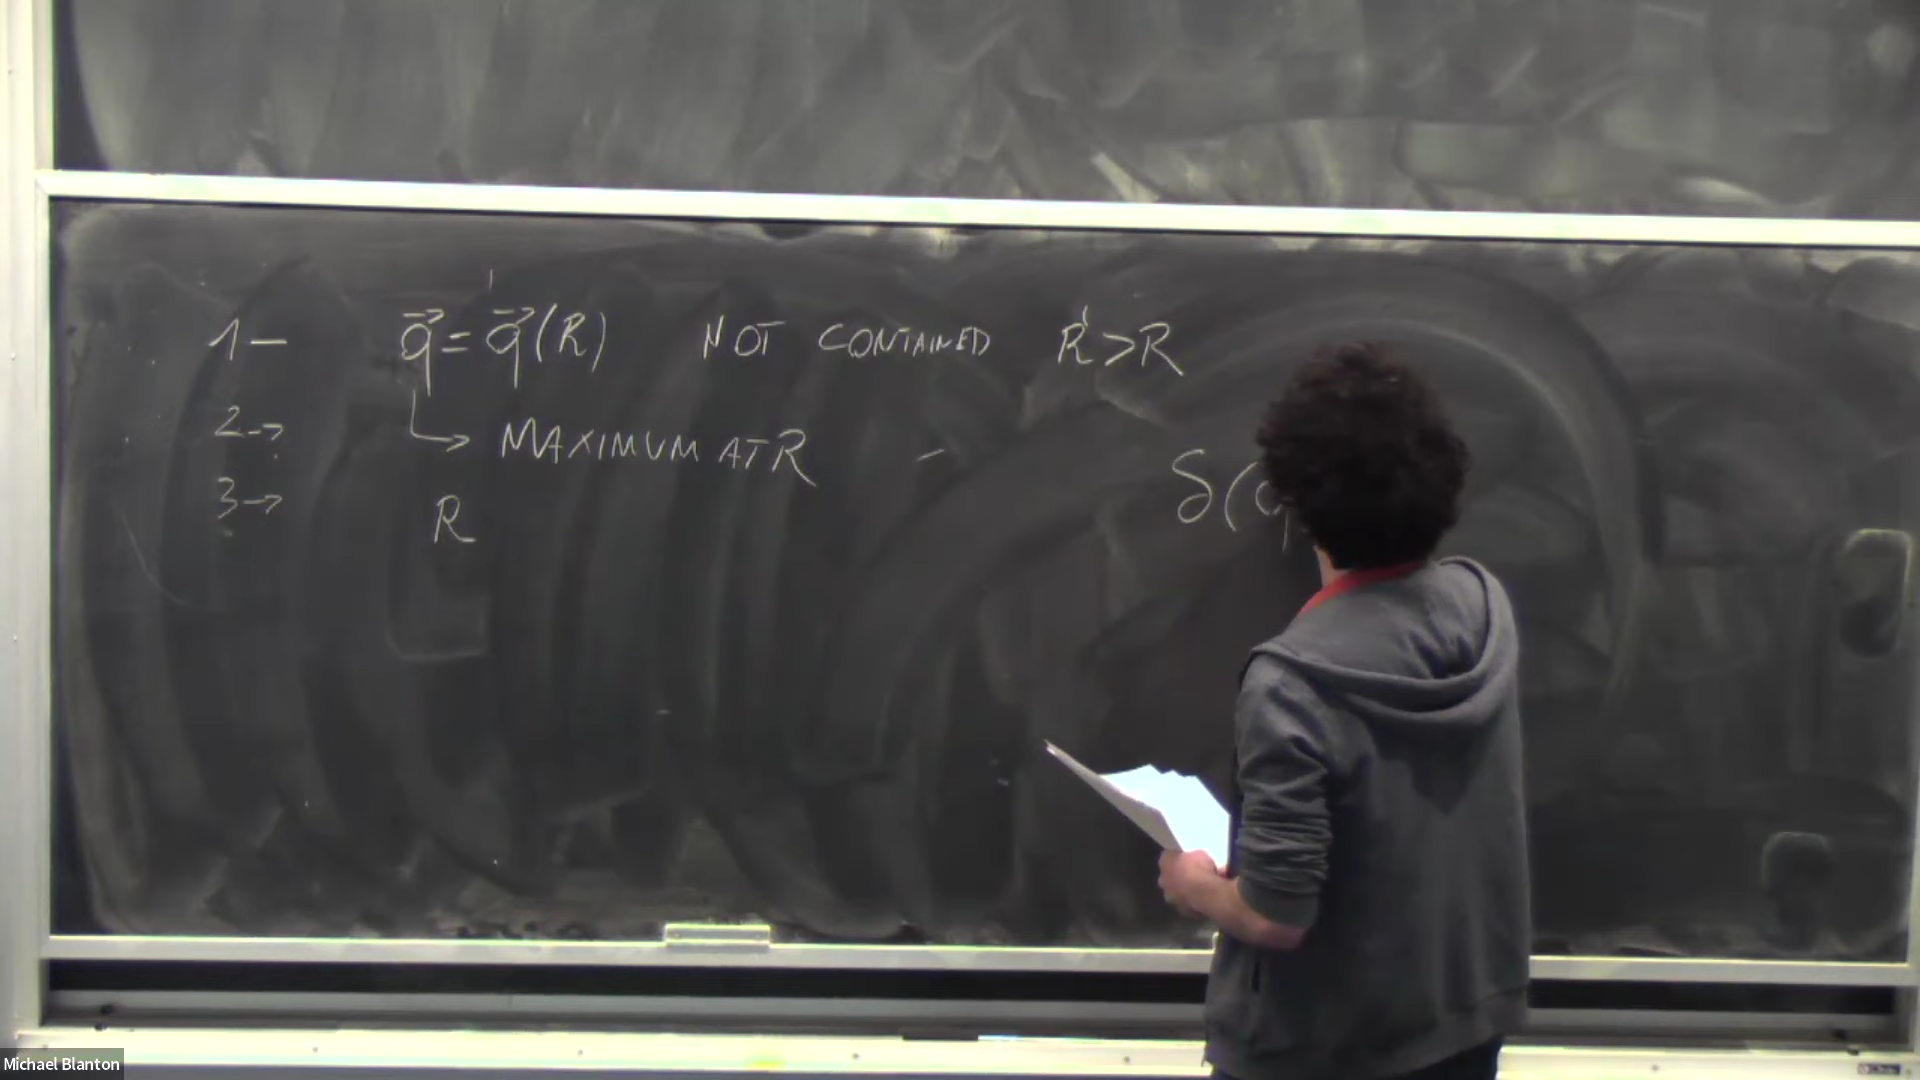 1— q⃗ = q⃗(R) NOT CONTAINED R' > R
2→ ↳ MAXIMUM AT R –
3→ R
δ(q
Michael Blanton